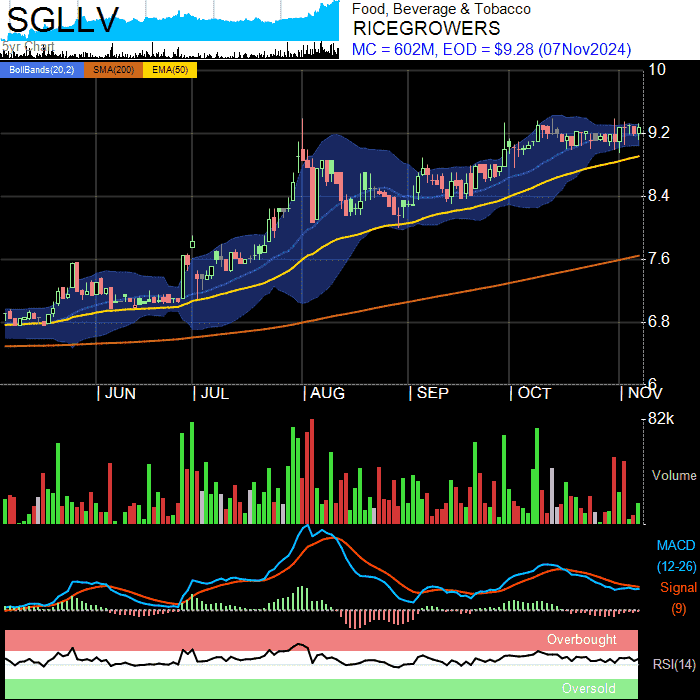 SGLLV
5yr Chart
Food, Beverage & Tobacco
RICEGROWERS
MC = 602M, EOD = $9.28 (07Nov2024)
BollBands(20,2) SMA(200) EMA(50)
10
9.2
8.4
7.6
6.8
6
JUN JUL AUG SEP OCT NOV
82k
Volume
MACD
(12-26)
Signal
(9)
Overbought
RSI(14)
Oversold